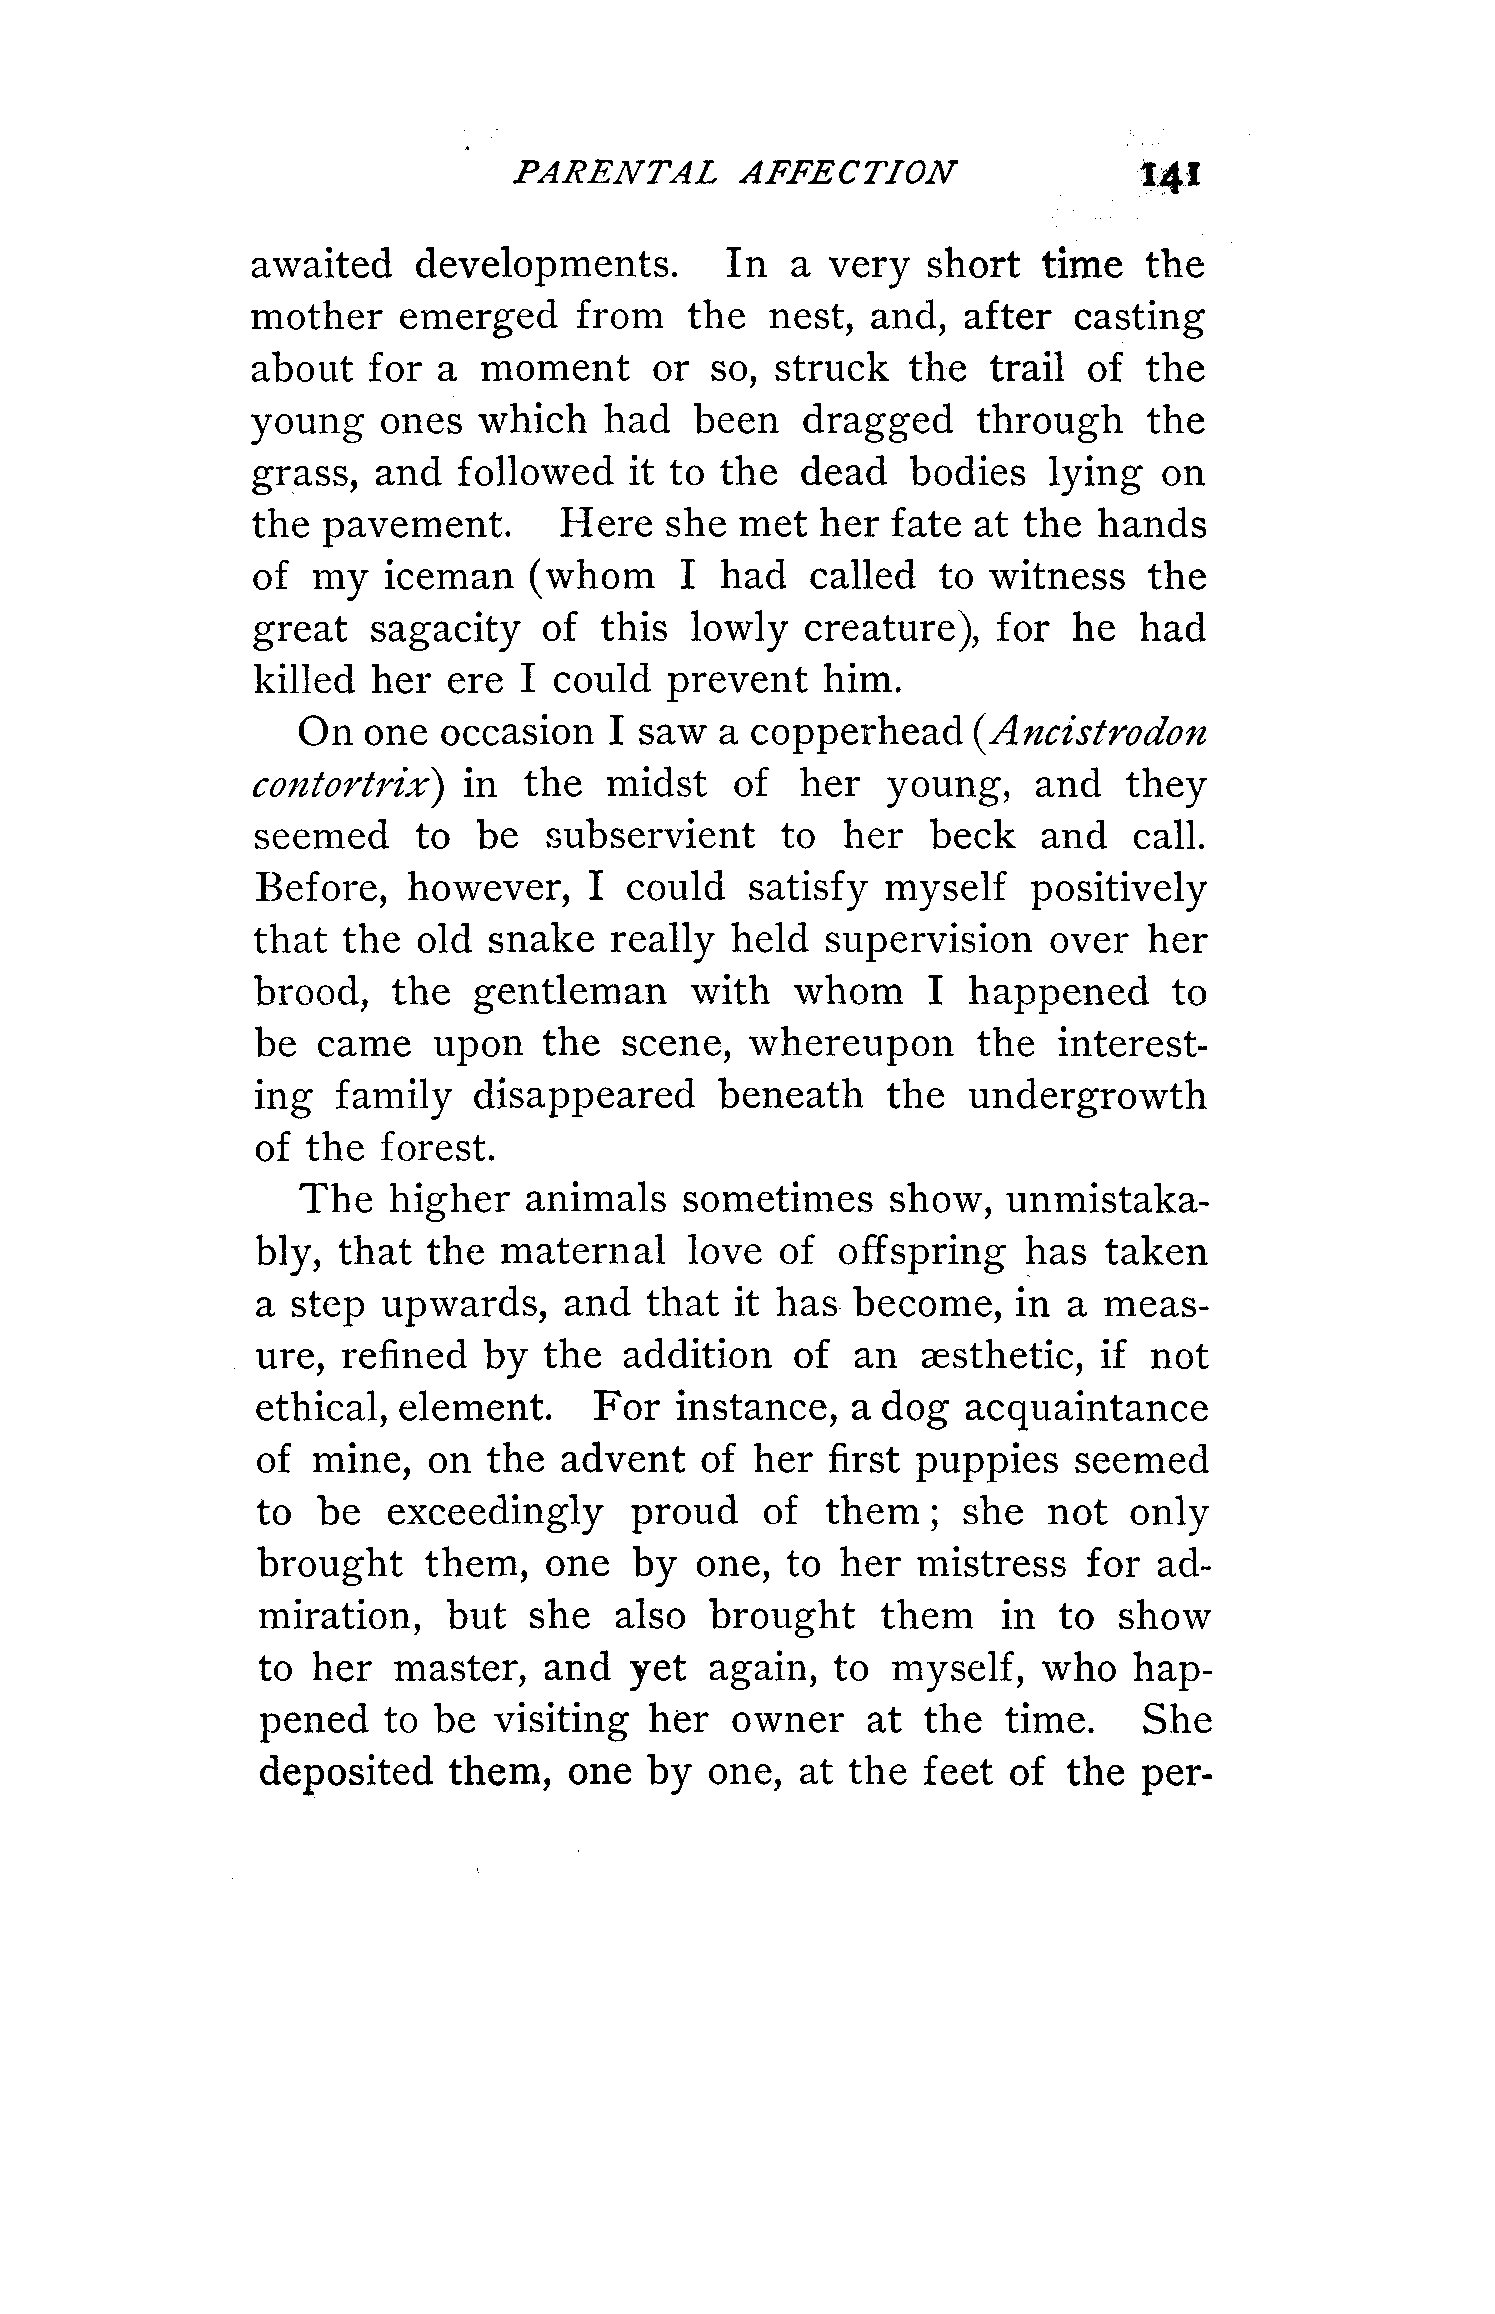 PARENTAL AFFECTION 141
awaited developments. In a very short time the
mother emerged from the nest, and, after casting
about for a moment or so, struck the trail of the
young ones which had been dragged through the
grass, and followed it to the dead bodies lying on
the pavement. Here she met her fate at the hands
of my iceman (whom I had called to witness the
great sagacity of this lowly creature), for he had
killed her ere I could prevent him.
On one occasion I saw a copperhead (Ancistrodon
contortrix) in the midst of her young, and they
seemed to be subservient to her beck and call.
Before, however, I could satisfy myself positively
that the old snake really held supervision over her
brood, the gentleman with whom I happened to
be came upon the scene, whereupon the interest-
ing family disappeared beneath the undergrowth
of the forest.
The higher animals sometimes show, unmistaka-
bly, that the maternal love of offspring has taken
a step upwards, and that it has become, in a meas-
ure, refined by the addition of an æsthetic, if not
ethical, element. For instance, a dog acquaintance
of mine, on the advent of her first puppies seemed
to be exceedingly proud of them; she not only
brought them, one by one, to her mistress for ad-
miration, but she also brought them in to show
to her master, and yet again, to myself, who hap-
pened to be visiting her owner at the time. She
deposited them, one by one, at the feet of the per-